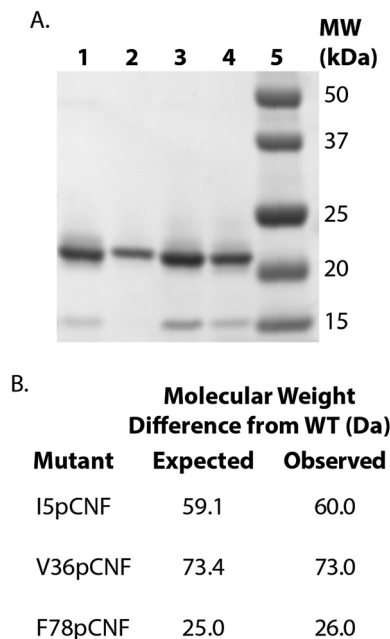 A.
MW
(kDa)
1 2 3 4 5
50
37
25
20
15
B.
Molecular Weight
Difference from WT (Da)
Mutant Expected Observed
I5pCNF 59.1 60.0
V36pCNF 73.4 73.0
F78pCNF 25.0 26.0